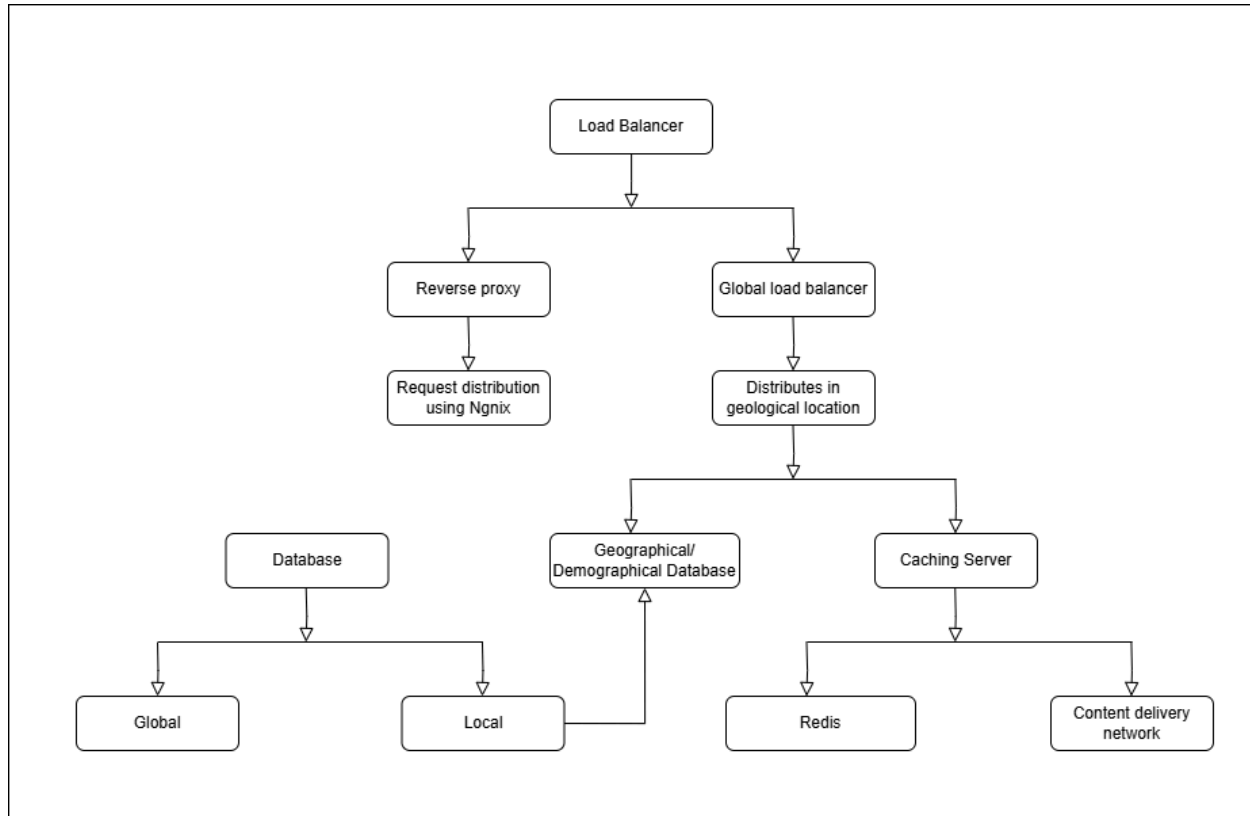 Load Balancer
Reverse proxy
Global load balancer
Request distribution
using Ngnix
Distributes in
geological location
Database
Geographical/
Demographical Database
Caching Server
Global
Local
Redis
Content delivery
network